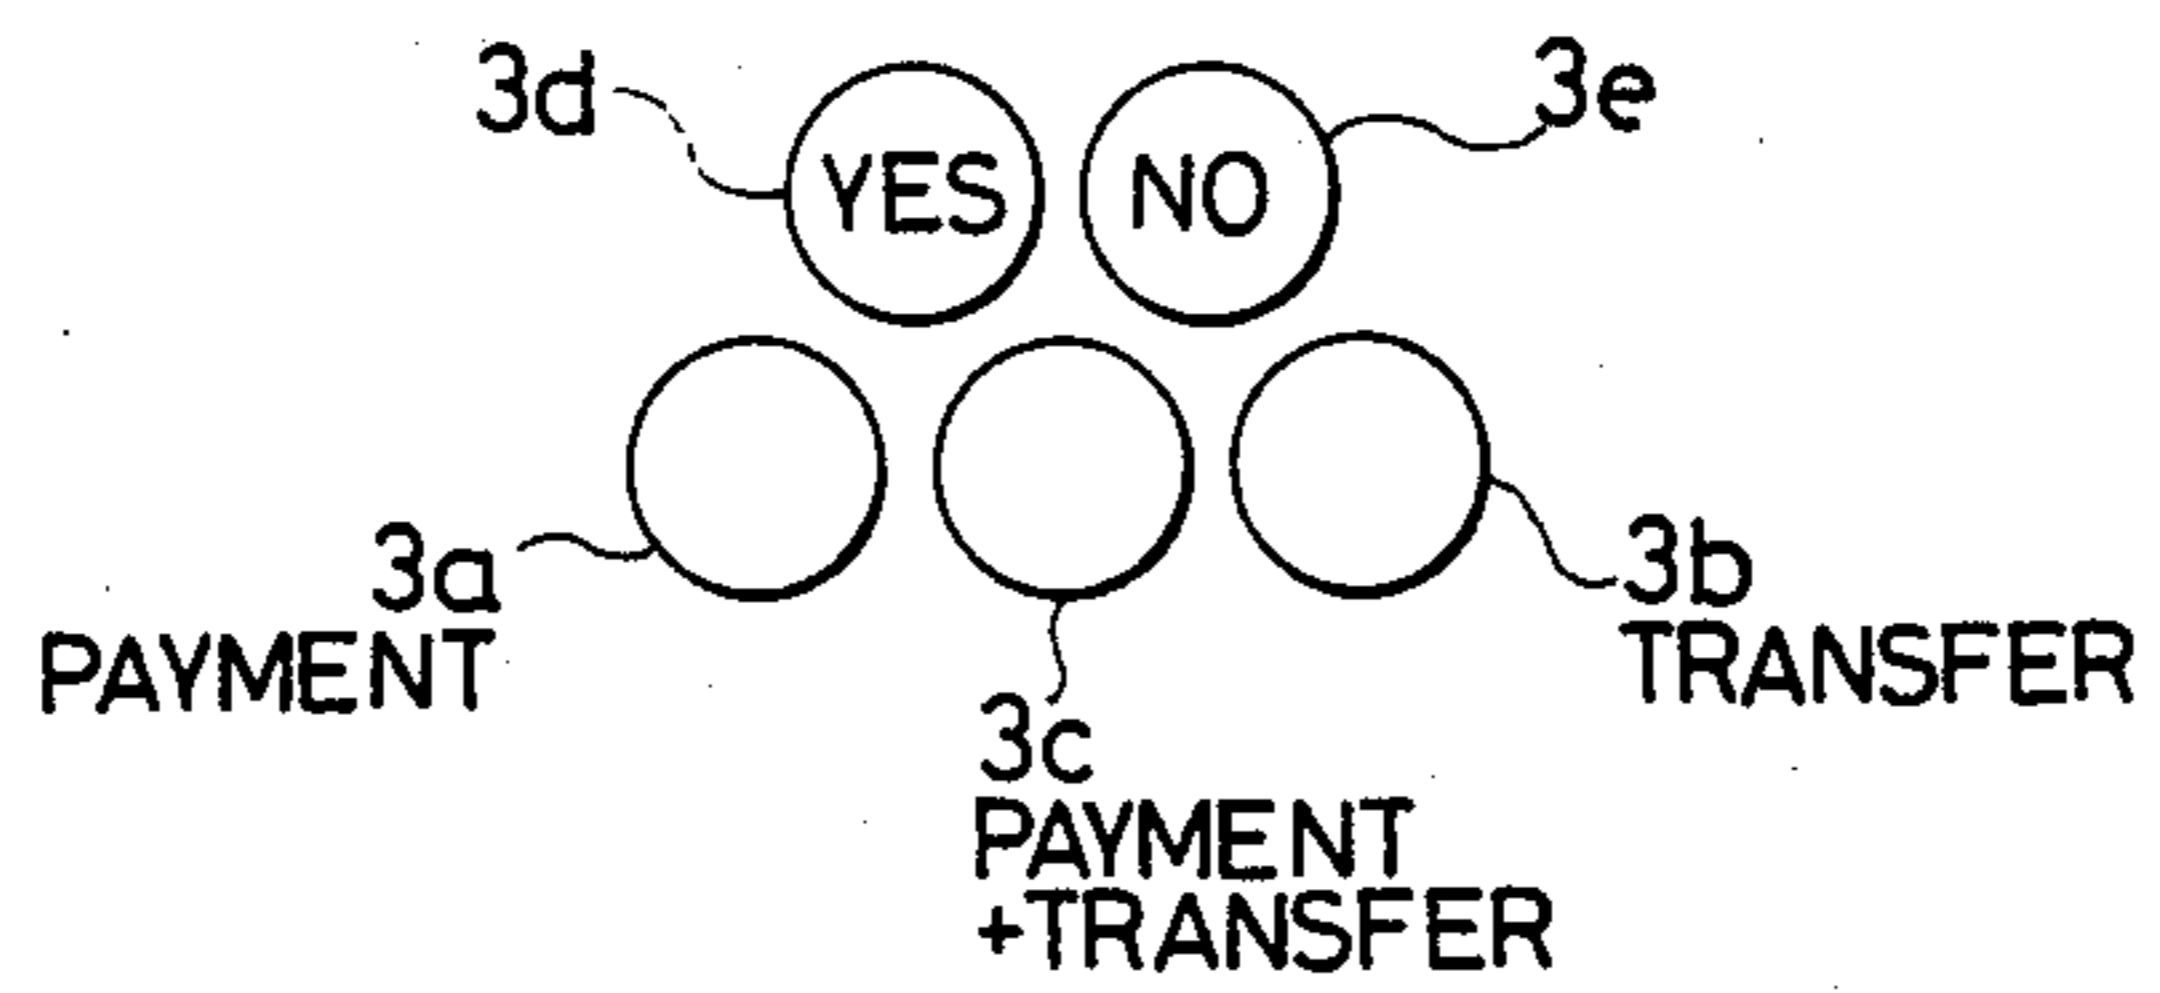 3d
YES
NO
3e
3a
PAYMENT
3b
TRANSFER
3c
PAYMENT
+TRANSFER